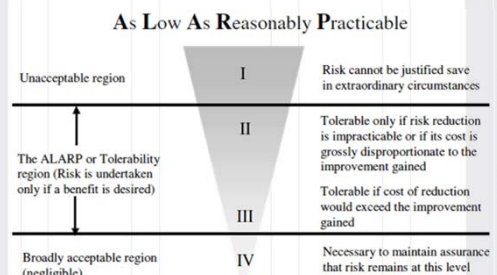 As Low As Reasonably Practicable
Unacceptable region
I
Risk cannot be justified save
in extraordinary circumstances
The ALARP or Tolerability
region (Risk is undertaken
only if a benefit is desired)
II
Tolerable only if risk reduction
is impracticable or if its cost is
grossly disproportionate to the
improvement gained
III
Tolerable if cost of reduction
would exceed the improvement
gained
Broadly acceptable region
(negligible)
IV
Necessary to maintain assurance
that risk remains at this level